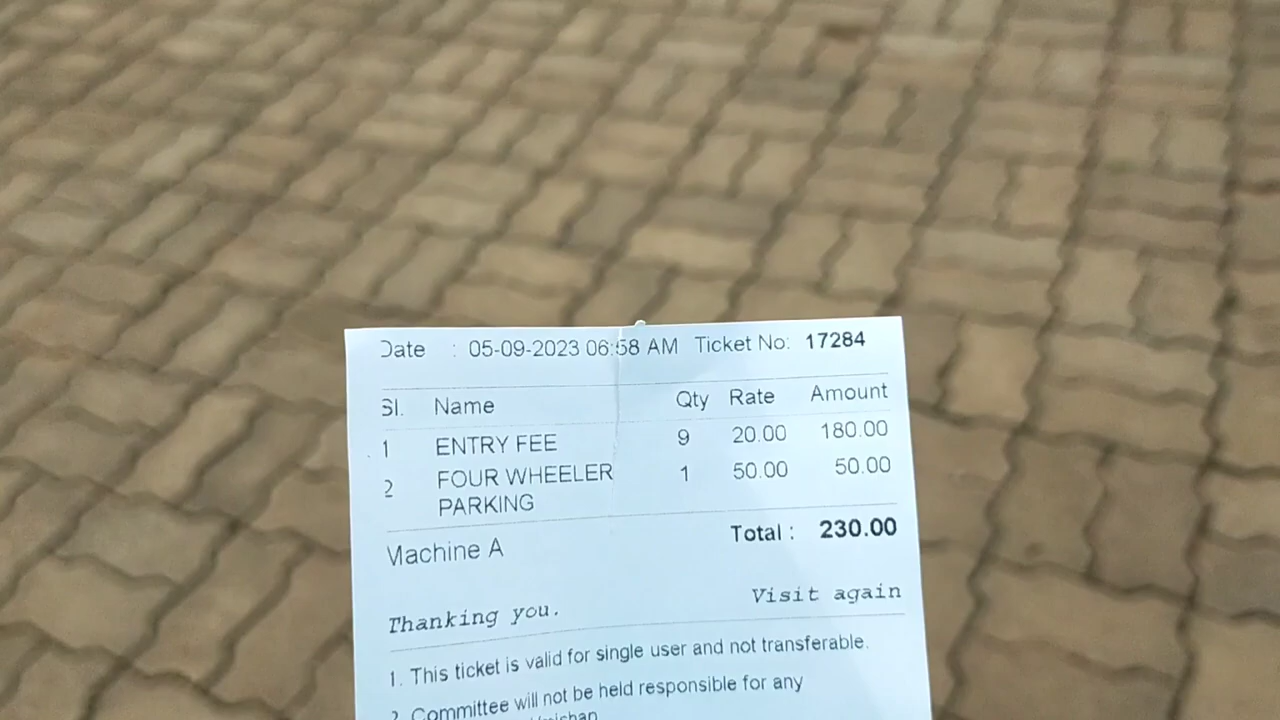 Date : 05-09-2023 06:58 AM Ticket No: 17284
Sl. Name Qty Rate Amount
1 ENTRY FEE 9 20.00 180.00
2 FOUR WHEELER PARKING 1 50.00 50.00
Total : 230.00
Machine A
Thanking you. Visit again
1. This ticket is valid for single user and not transferable.
2. Committee will not be held responsible for any